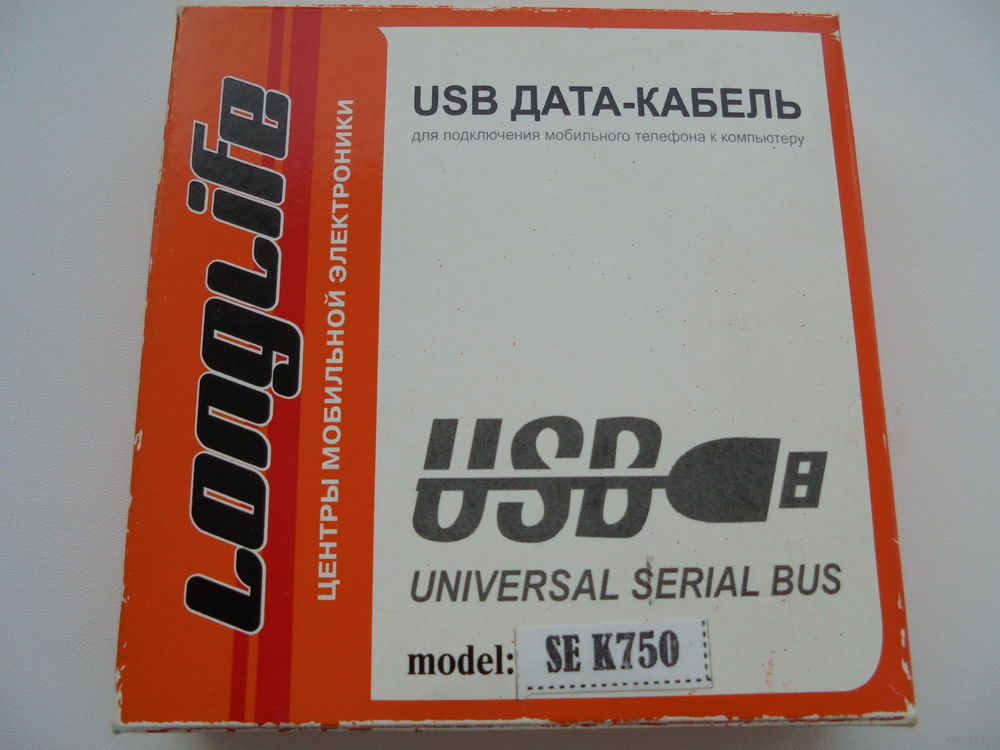 LongLife
ЦЕНТРЫ МОБИЛЬНОЙ ЭЛЕКТРОНИКИ
USB ДАТА-КАБЕЛЬ
для подключения мобильного телефона к компьютеру
USB
UNIVERSAL SERIAL BUS
model: SE K750